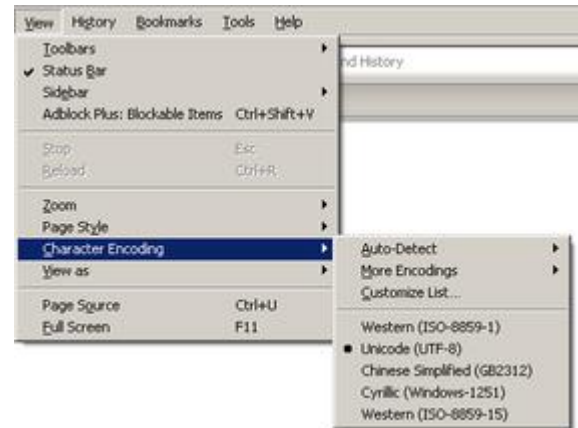 View History Bookmarks Tools Help
Toolbars
nd History
Status Bar
Sidebar
Adblock Plus: Blockable Items Ctrl+Shift+V
Stop Esc
Reload Ctrl+R
Zoom
Page Style
Character Encoding
View as
Page Source Ctrl+U
Full Screen F11
Auto-Detect
More Encodings
Customize List...
Western (ISO-8859-1)
Unicode (UTF-8)
Chinese Simplified (GB2312)
Cyrillic (Windows-1251)
Western (ISO-8859-15)